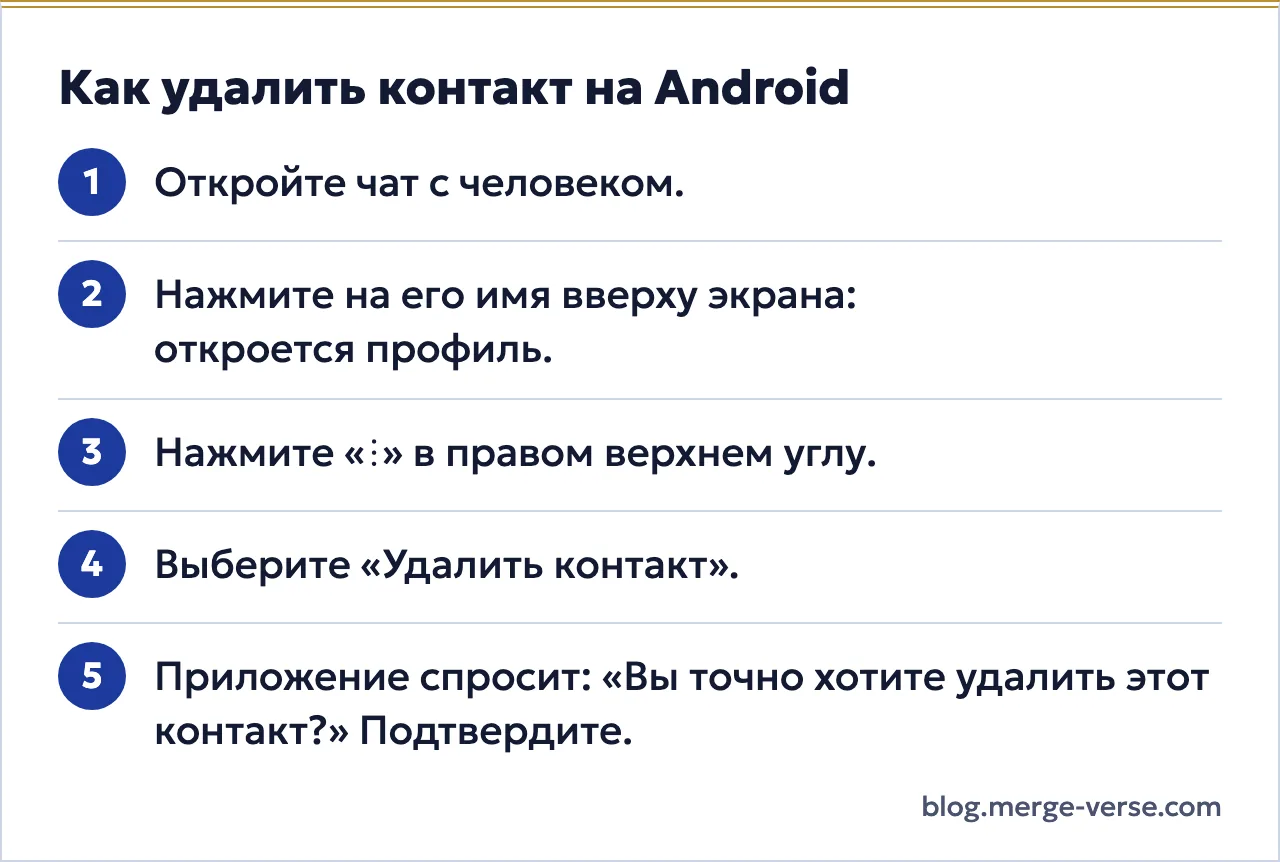 Как удалить контакт на Android
1 Откройте чат с человеком.
2 Нажмите на его имя вверху экрана:
откроется профиль.
3 Нажмите «⋮» в правом верхнем углу.
4 Выберите «Удалить контакт».
5 Приложение спросит: «Вы точно хотите удалить этот
контакт?» Подтвердите.
blog.merge-verse.com